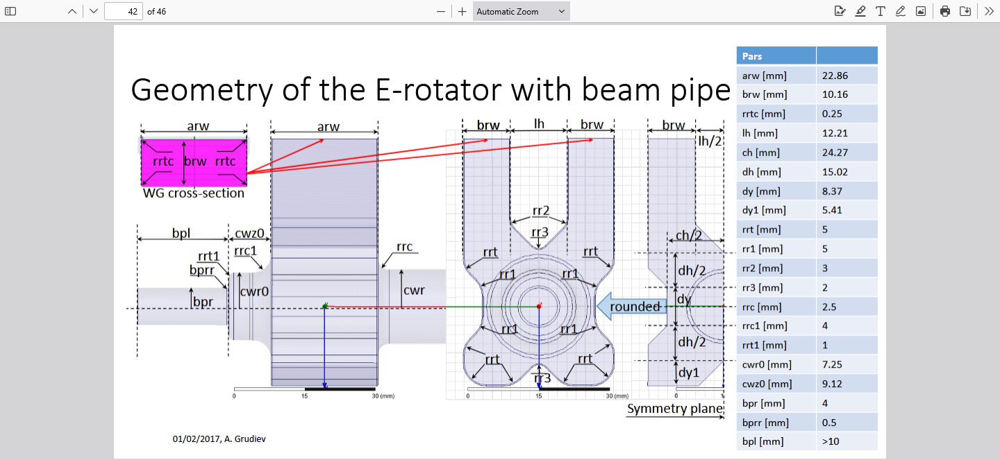 42 of 46
Automatic Zoom
Geometry of the E-rotator with beam pipe
arw
arw
brw
lh
brw
brw
lh/2
rrtc
brw
rrtc
WG cross-section
rr2
rr3
bpl
cwz0
ch/2
rrt1
rrc1
rrc
rrt
rrt
bprr
rr1
rr1
dh/2
bpr
cwr0
cwr
dy
rounded
rr1
rr1
dh/2
rrt
rrt
rr3
dy1
0
15
30 (mm)
0
15
30 (mm)
0
Symmetry plane
01/02/2017, A. Grudiev
Pars
arw [mm] 22.86
brw [mm] 10.16
rrtc [mm] 0.25
lh [mm] 12.21
ch [mm] 24.27
dh [mm] 15.02
dy [mm] 8.37
dy1 [mm] 5.41
rrt [mm] 5
rr1 [mm] 5
rr2 [mm] 3
rr3 [mm] 2
rrc [mm] 2.5
rrc1 [mm] 4
rrt1 [mm] 1
cwr0 [mm] 7.25
cwz0 [mm] 9.12
bpr [mm] 4
bprr [mm] 0.5
bpl [mm] >10